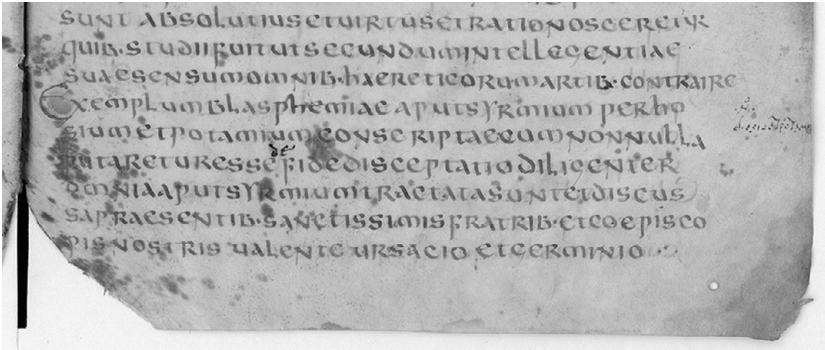 SUNT ABSOLUTIUS ET UIRTUS ET RATIO NOSCERETUR
QUIB· STUDII FUIT UT SECUNDUM INTELLEGENTIAE
SUAE SENSUM OMNIB· HAERETICORUM ARTIB· CONTRAIRE
EXEMPLUM BLASPHEMIAE APUT SYRMIUM PER HO
SIUM ET POTAMIUM CONSCRIPTAE CUM NONNULLA
PUTARETUR ESSE de FIDE DISCEPTATIO DILIGENTER
OMNIA APUT SYRMIUM TRACTATA SUNT ET DISCUS
SA PRAESENTIB· SANCTISSIMIS FRATRIB· ET COEPISCO
PIS NOSTRIS UALENTE URSACIO ET GERMINIO